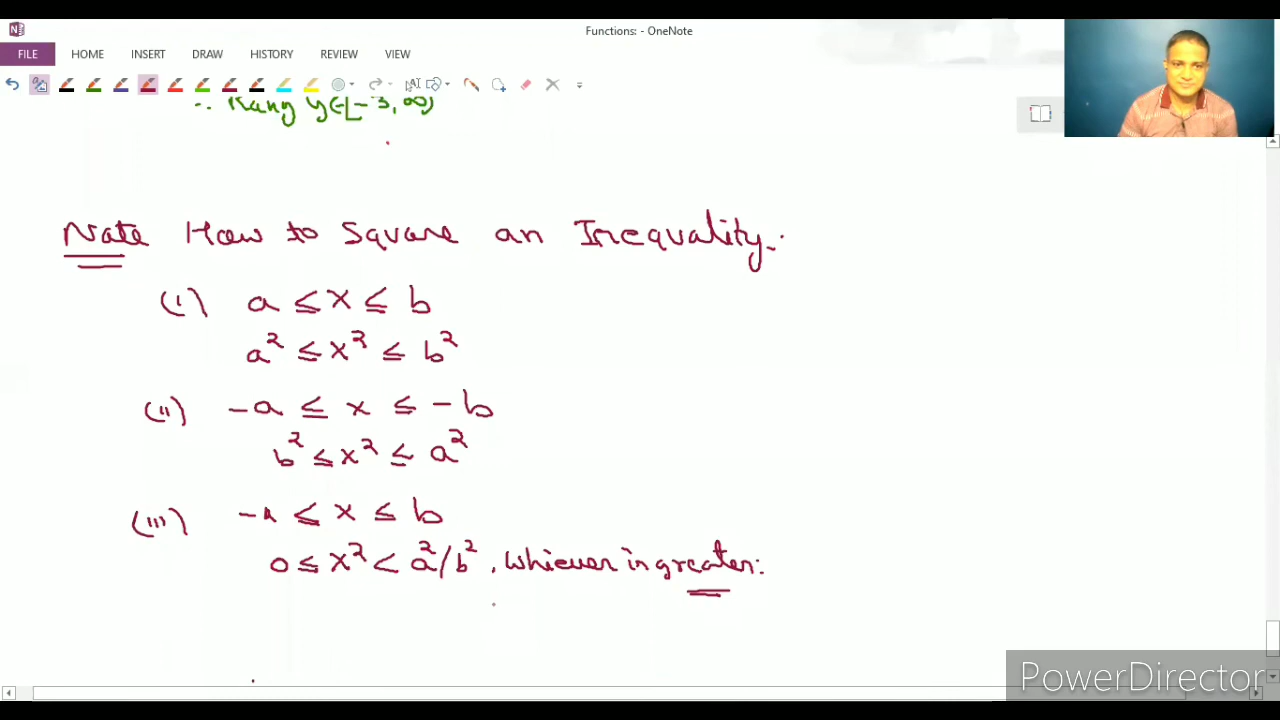 Functions: - OneNote
FILE HOME INSERT DRAW HISTORY REVIEW VIEW
∴ Rang y∈[-3, ∞)
Note How to Square an Inequality:
(i) a ≤ x ≤ b
a² ≤ x² ≤ b²
(ii) -a ≤ x ≤ -b
b² ≤ x² ≤ a²
(iii) -a ≤ x ≤ b
0 ≤ x² < a²/b², Whiever is greater:
PowerDirector